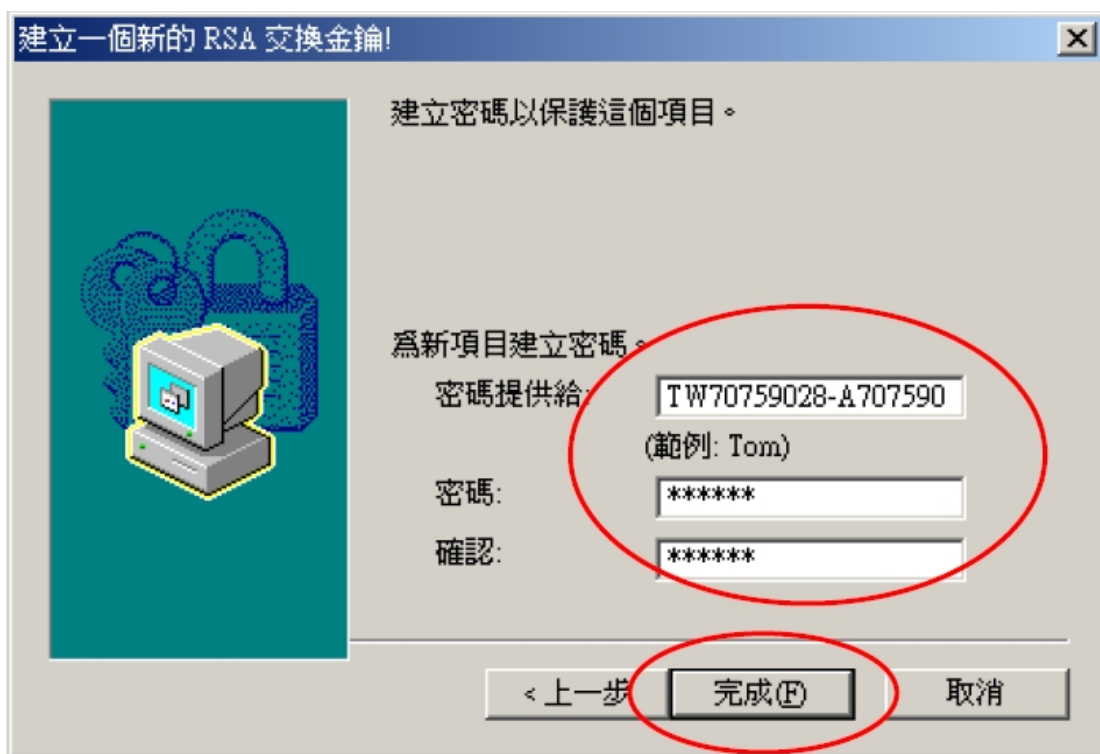 建立一個新的 RSA 交換金鑰!
建立密碼以保護這個項目。
爲新項目建立密碼。
密碼提供給: TW70759028-A707590
(範例: Tom)
密碼: ******
確認: ******
< 上一步 完成(F) 取消